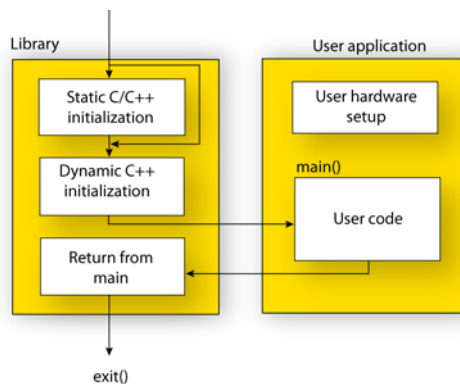 Library
Static C/C++
initialization
Dynamic C++
initialization
Return from
main
exit()
User application
User hardware
setup
main()
User code